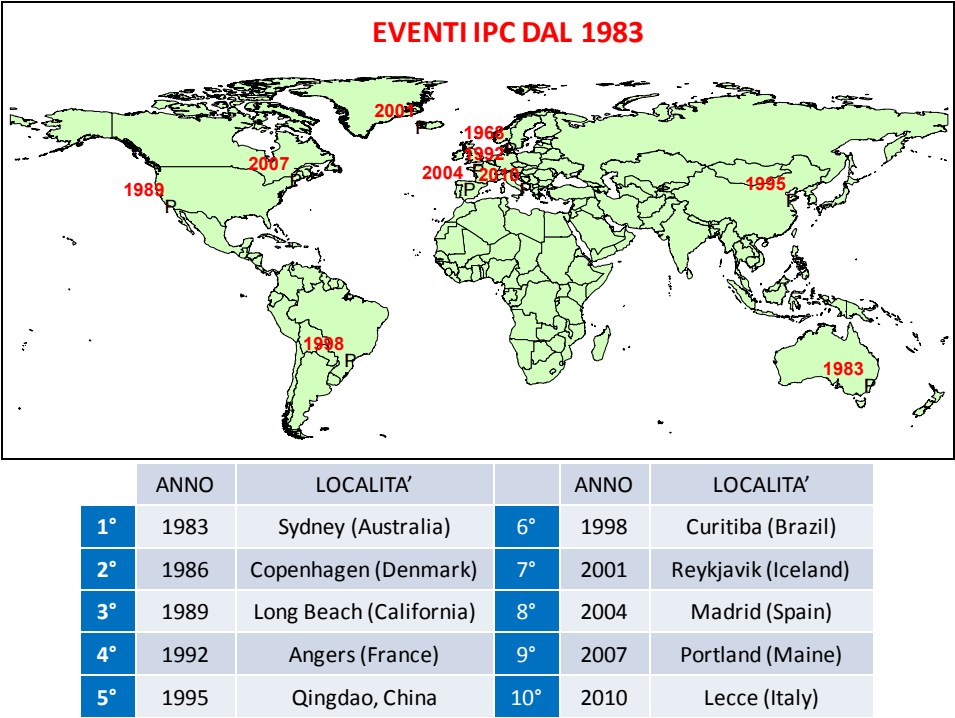 EVENTI IPC DAL 1983
2001
P
1968
P
1992
P
2007
P
2004
P
2010
P
1995
P
1989
P
1998
P
1983
P
ANNO LOCALITA’ ANNO LOCALITA’
1° 1983 Sydney (Australia) 6° 1998 Curitiba (Brazil)
2° 1986 Copenhagen (Denmark) 7° 2001 Reykjavik (Iceland)
3° 1989 Long Beach (California) 8° 2004 Madrid (Spain)
4° 1992 Angers (France) 9° 2007 Portland (Maine)
5° 1995 Qingdao, China 10° 2010 Lecce (Italy)